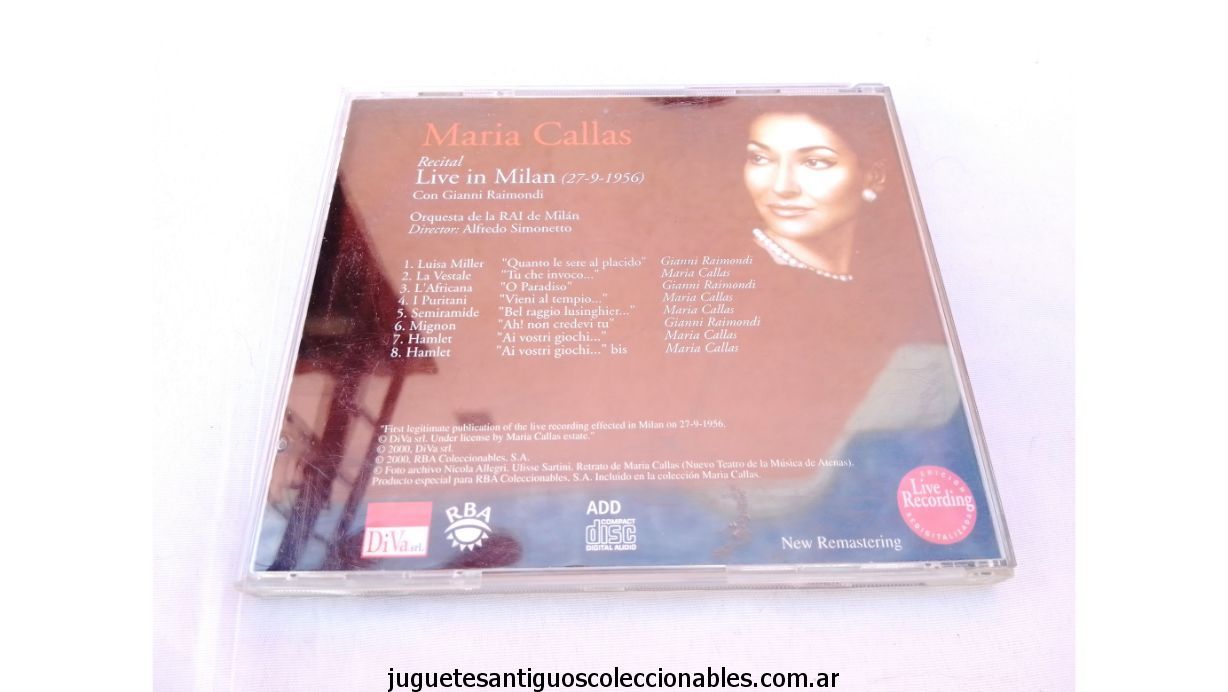 Maria Callas
Recital
Live in Milan (27-9-1956)
Con Gianni Raimondi
Orquesta de la RAI de Milán
Director: Alfredo Simonetto
1. Luisa Miller "Quanto le sere al placido" Gianni Raimondi
2. La Vestale "Tu che invoco..." Maria Callas
3. L'Africana "O Paradiso" Gianni Raimondi
4. I Puritani "Vieni al tempio..." Maria Callas
5. Semiramide "Bel raggio lusinghier..." Maria Callas
6. Mignon "Ah! non credevi tu" Gianni Raimondi
7. Hamlet "Ai vostri giochi..." Maria Callas
8. Hamlet "Ai vostri giochi..." bis Maria Callas
"First legitimate publication of the live recording effected in Milan on 27-9-1956.
© DiVa srl. Under license by Maria Callas estate."
© 2000, DiVa srl.
© 2000, RBA Coleccionables, S.A.
© Foto archivo Nicola Allegri. Ulisse Sartini. Retrato de Maria Callas (Nuevo Teatro de la Música de Atenas).
Producto especial para RBA Coleccionables, S.A. Incluido en la colección Maria Callas.
DiVa srl.
RBA
ADD
COMPACT
disc
DIGITAL AUDIO
New Remastering
EDICIÓN
Live
Recording
REDIGITALIZADA
juguetesantiguoscoleccionables.com.ar